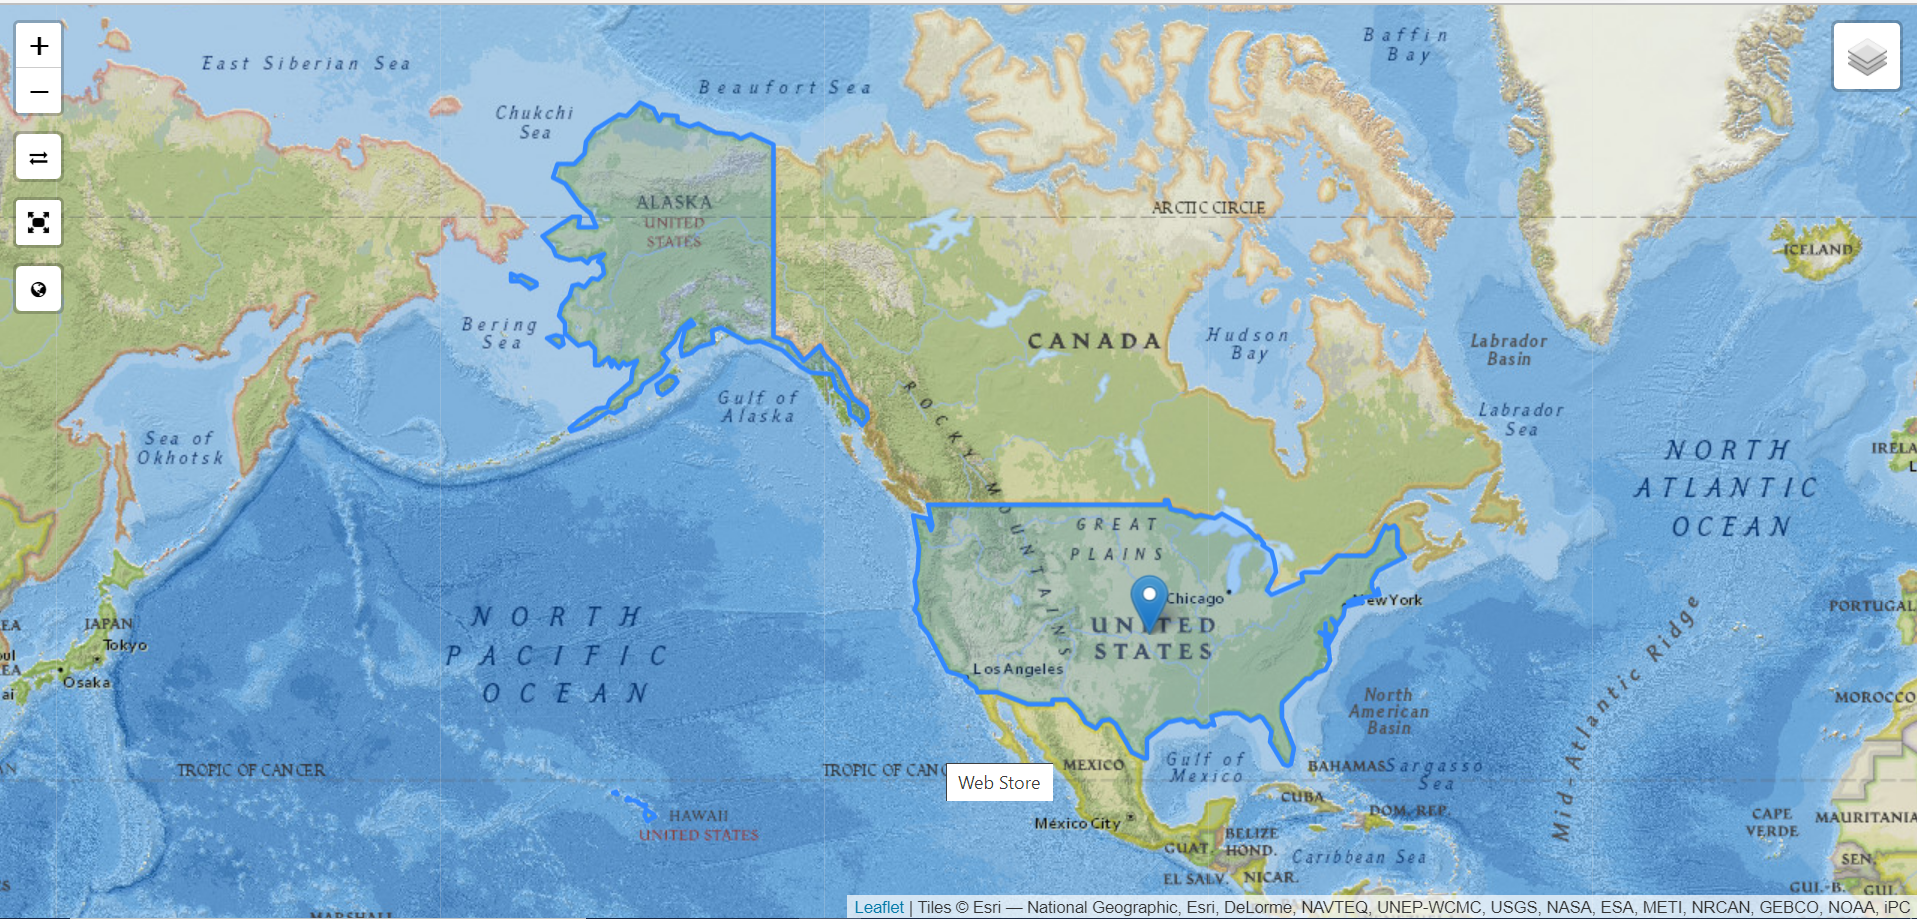 +
−
East Siberian Sea
Chukchi
Sea
Beaufort Sea
Baffin
Bay
ALASKA
UNITED
STATES
ARCTIC CIRCLE
ICELAND
Bering
Sea
CANADA
Hudson
Bay
Labrador
Basin
Gulf of
Alaska
Labrador
Sea
Sea of
Okhotsk
ROCKY MOUNTAINS
NORTH
ATLANTIC
OCEAN
IRELA
L
GREAT
PLAINS
Chicago
New York
UNITED
STATES
Los Angeles
NORTH
PACIFIC
OCEAN
EA
JAPAN
Tokyo
oul
EA
Osaka
ai
PORTUGAL
Mid-Atlantic Ridge
North
American
Basin
MOROCCO
AN
TROPIC OF CANCER
TROPIC OF CANC
Web Store
MEXICO
Gulf of
Mexico
BAHAMAS
Sargasso
Sea
HAWAII
UNITED STATES
CUBA
DOM. REP.
México City
CAPE
VERDE
MAURITANIA
BELIZE
GUAT.
HOND.
Caribbean Sea
EL SALV.
NICAR.
SEN.
GUI.-B.
GUI.
MARSHALL
Leaflet | Tiles © Esri — National Geographic, Esri, DeLorme, NAVTEQ, UNEP-WCMC, USGS, NASA, ESA, METI, NRCAN, GEBCO, NOAA, iPC